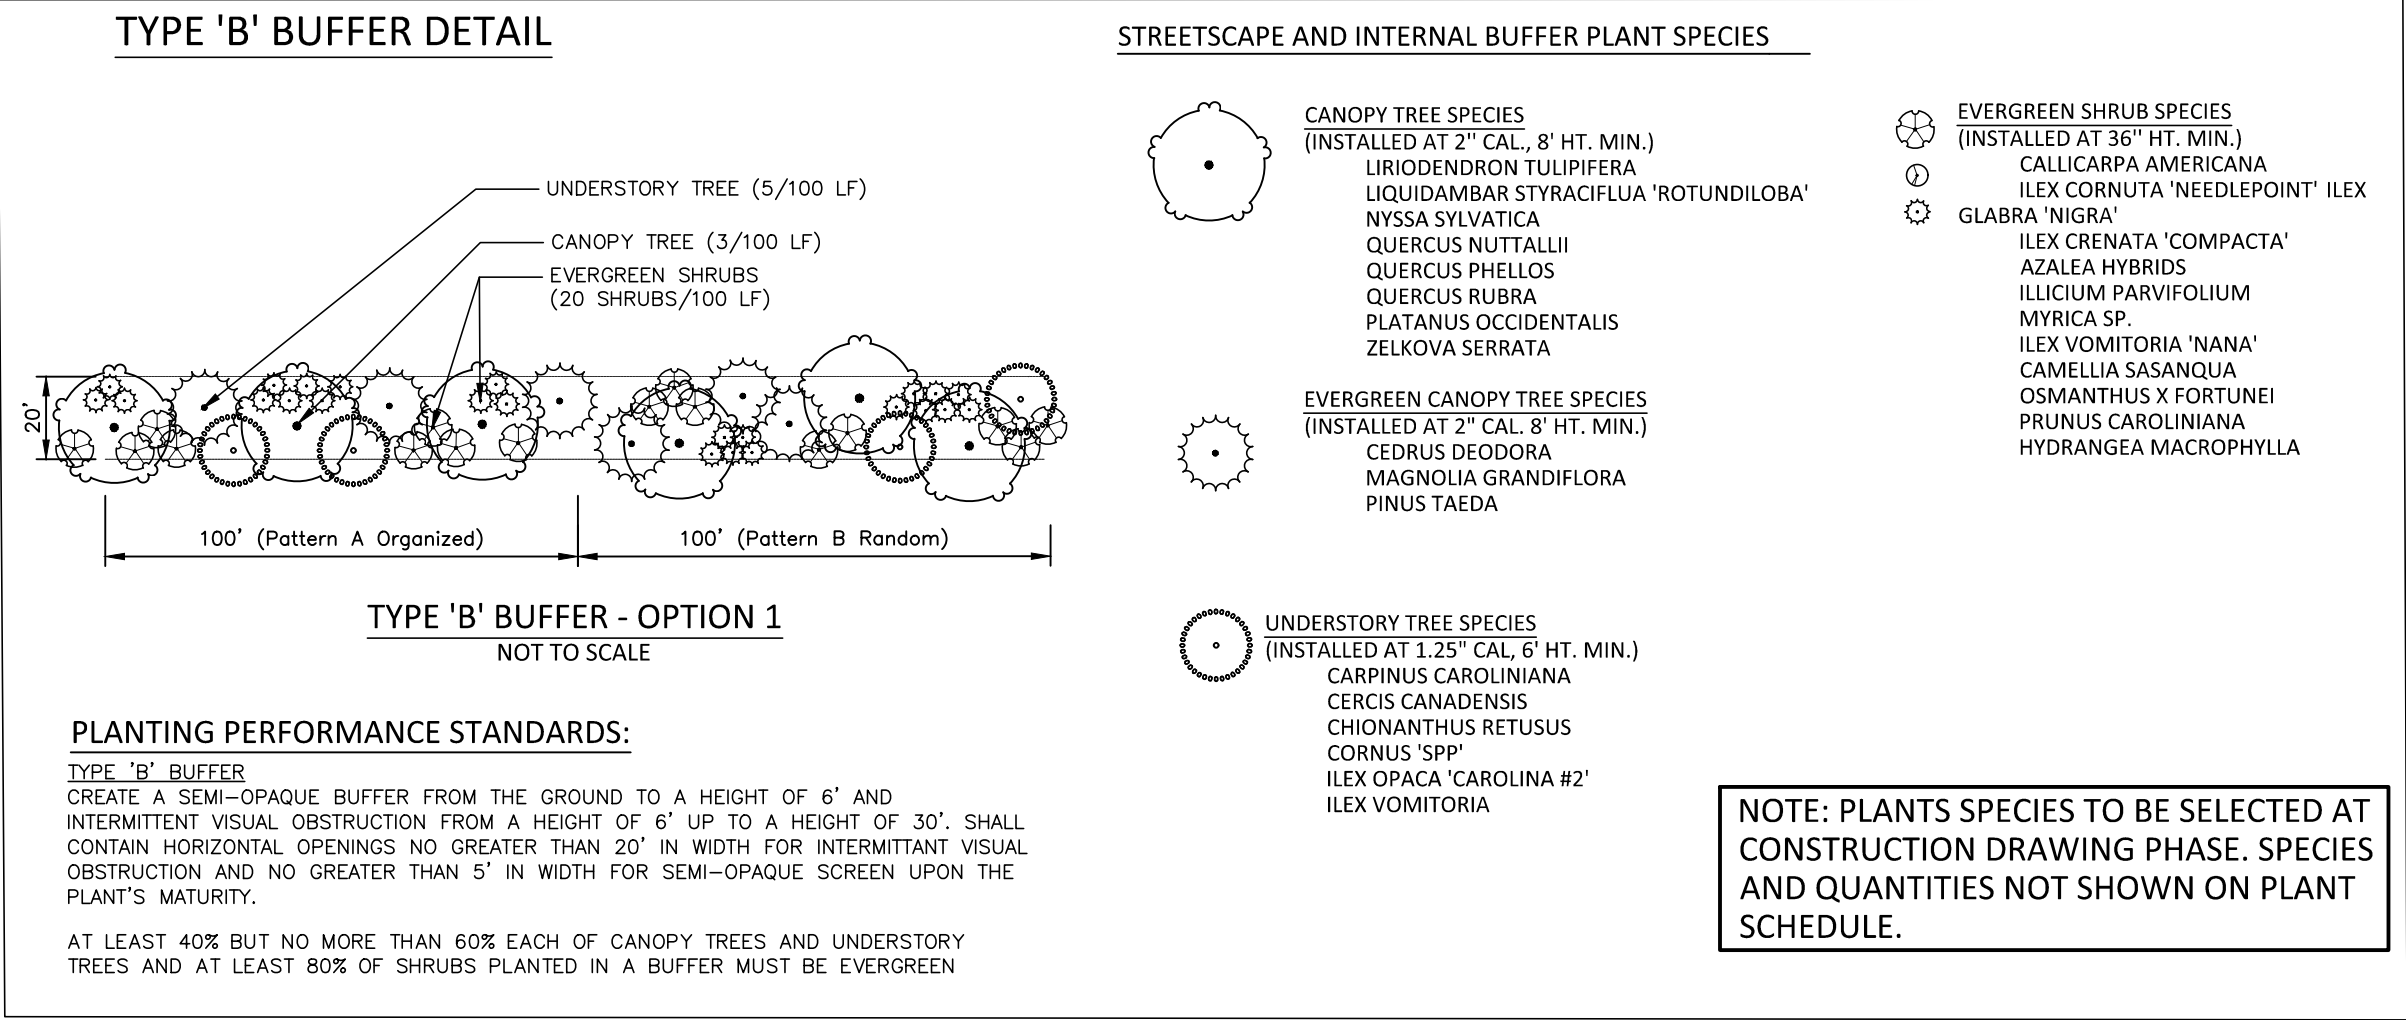 TYPE 'B' BUFFER DETAIL
UNDERSTORY TREE (5/100 LF)
CANOPY TREE (3/100 LF)
EVERGREEN SHRUBS
(20 SHRUBS/100 LF)
20'
100' (Pattern A Organized)
100' (Pattern B Random)
TYPE 'B' BUFFER - OPTION 1
NOT TO SCALE
PLANTING PERFORMANCE STANDARDS:
TYPE 'B' BUFFER
CREATE A SEMI-OPAQUE BUFFER FROM THE GROUND TO A HEIGHT OF 6' AND
INTERMITTENT VISUAL OBSTRUCTION FROM A HEIGHT OF 6' UP TO A HEIGHT OF 30'. SHALL
CONTAIN HORIZONTAL OPENINGS NO GREATER THAN 20' IN WIDTH FOR INTERMITTANT VISUAL
OBSTRUCTION AND NO GREATER THAN 5' IN WIDTH FOR SEMI-OPAQUE SCREEN UPON THE
PLANT'S MATURITY.
AT LEAST 40% BUT NO MORE THAN 60% EACH OF CANOPY TREES AND UNDERSTORY
TREES AND AT LEAST 80% OF SHRUBS PLANTED IN A BUFFER MUST BE EVERGREEN
STREETSCAPE AND INTERNAL BUFFER PLANT SPECIES
CANOPY TREE SPECIES
(INSTALLED AT 2" CAL., 8' HT. MIN.)
LIRIODENDRON TULIPIFERA
LIQUIDAMBAR STYRACIFLUA 'ROTUNDILOBA'
NYSSA SYLVATICA
QUERCUS NUTTALLII
QUERCUS PHELLOS
QUERCUS RUBRA
PLATANUS OCCIDENTALIS
ZELKOVA SERRATA
EVERGREEN CANOPY TREE SPECIES
(INSTALLED AT 2" CAL. 8' HT. MIN.)
CEDRUS DEODORA
MAGNOLIA GRANDIFLORA
PINUS TAEDA
UNDERSTORY TREE SPECIES
(INSTALLED AT 1.25" CAL, 6' HT. MIN.)
CARPINUS CAROLINIANA
CERCIS CANADENSIS
CHIONANTHUS RETUSUS
CORNUS 'SPP'
ILEX OPACA 'CAROLINA #2'
ILEX VOMITORIA
EVERGREEN SHRUB SPECIES
(INSTALLED AT 36" HT. MIN.)
CALLICARPA AMERICANA
ILEX CORNUTA 'NEEDLEPOINT' ILEX
GLABRA 'NIGRA'
ILEX CRENATA 'COMPACTA'
AZALEA HYBRIDS
ILLICIUM PARVIFOLIUM
MYRICA SP.
ILEX VOMITORIA 'NANA'
CAMELLIA SASANQUA
OSMANTHUS X FORTUNEI
PRUNUS CAROLINIANA
HYDRANGEA MACROPHYLLA
NOTE: PLANTS SPECIES TO BE SELECTED AT
CONSTRUCTION DRAWING PHASE. SPECIES
AND QUANTITIES NOT SHOWN ON PLANT
SCHEDULE.